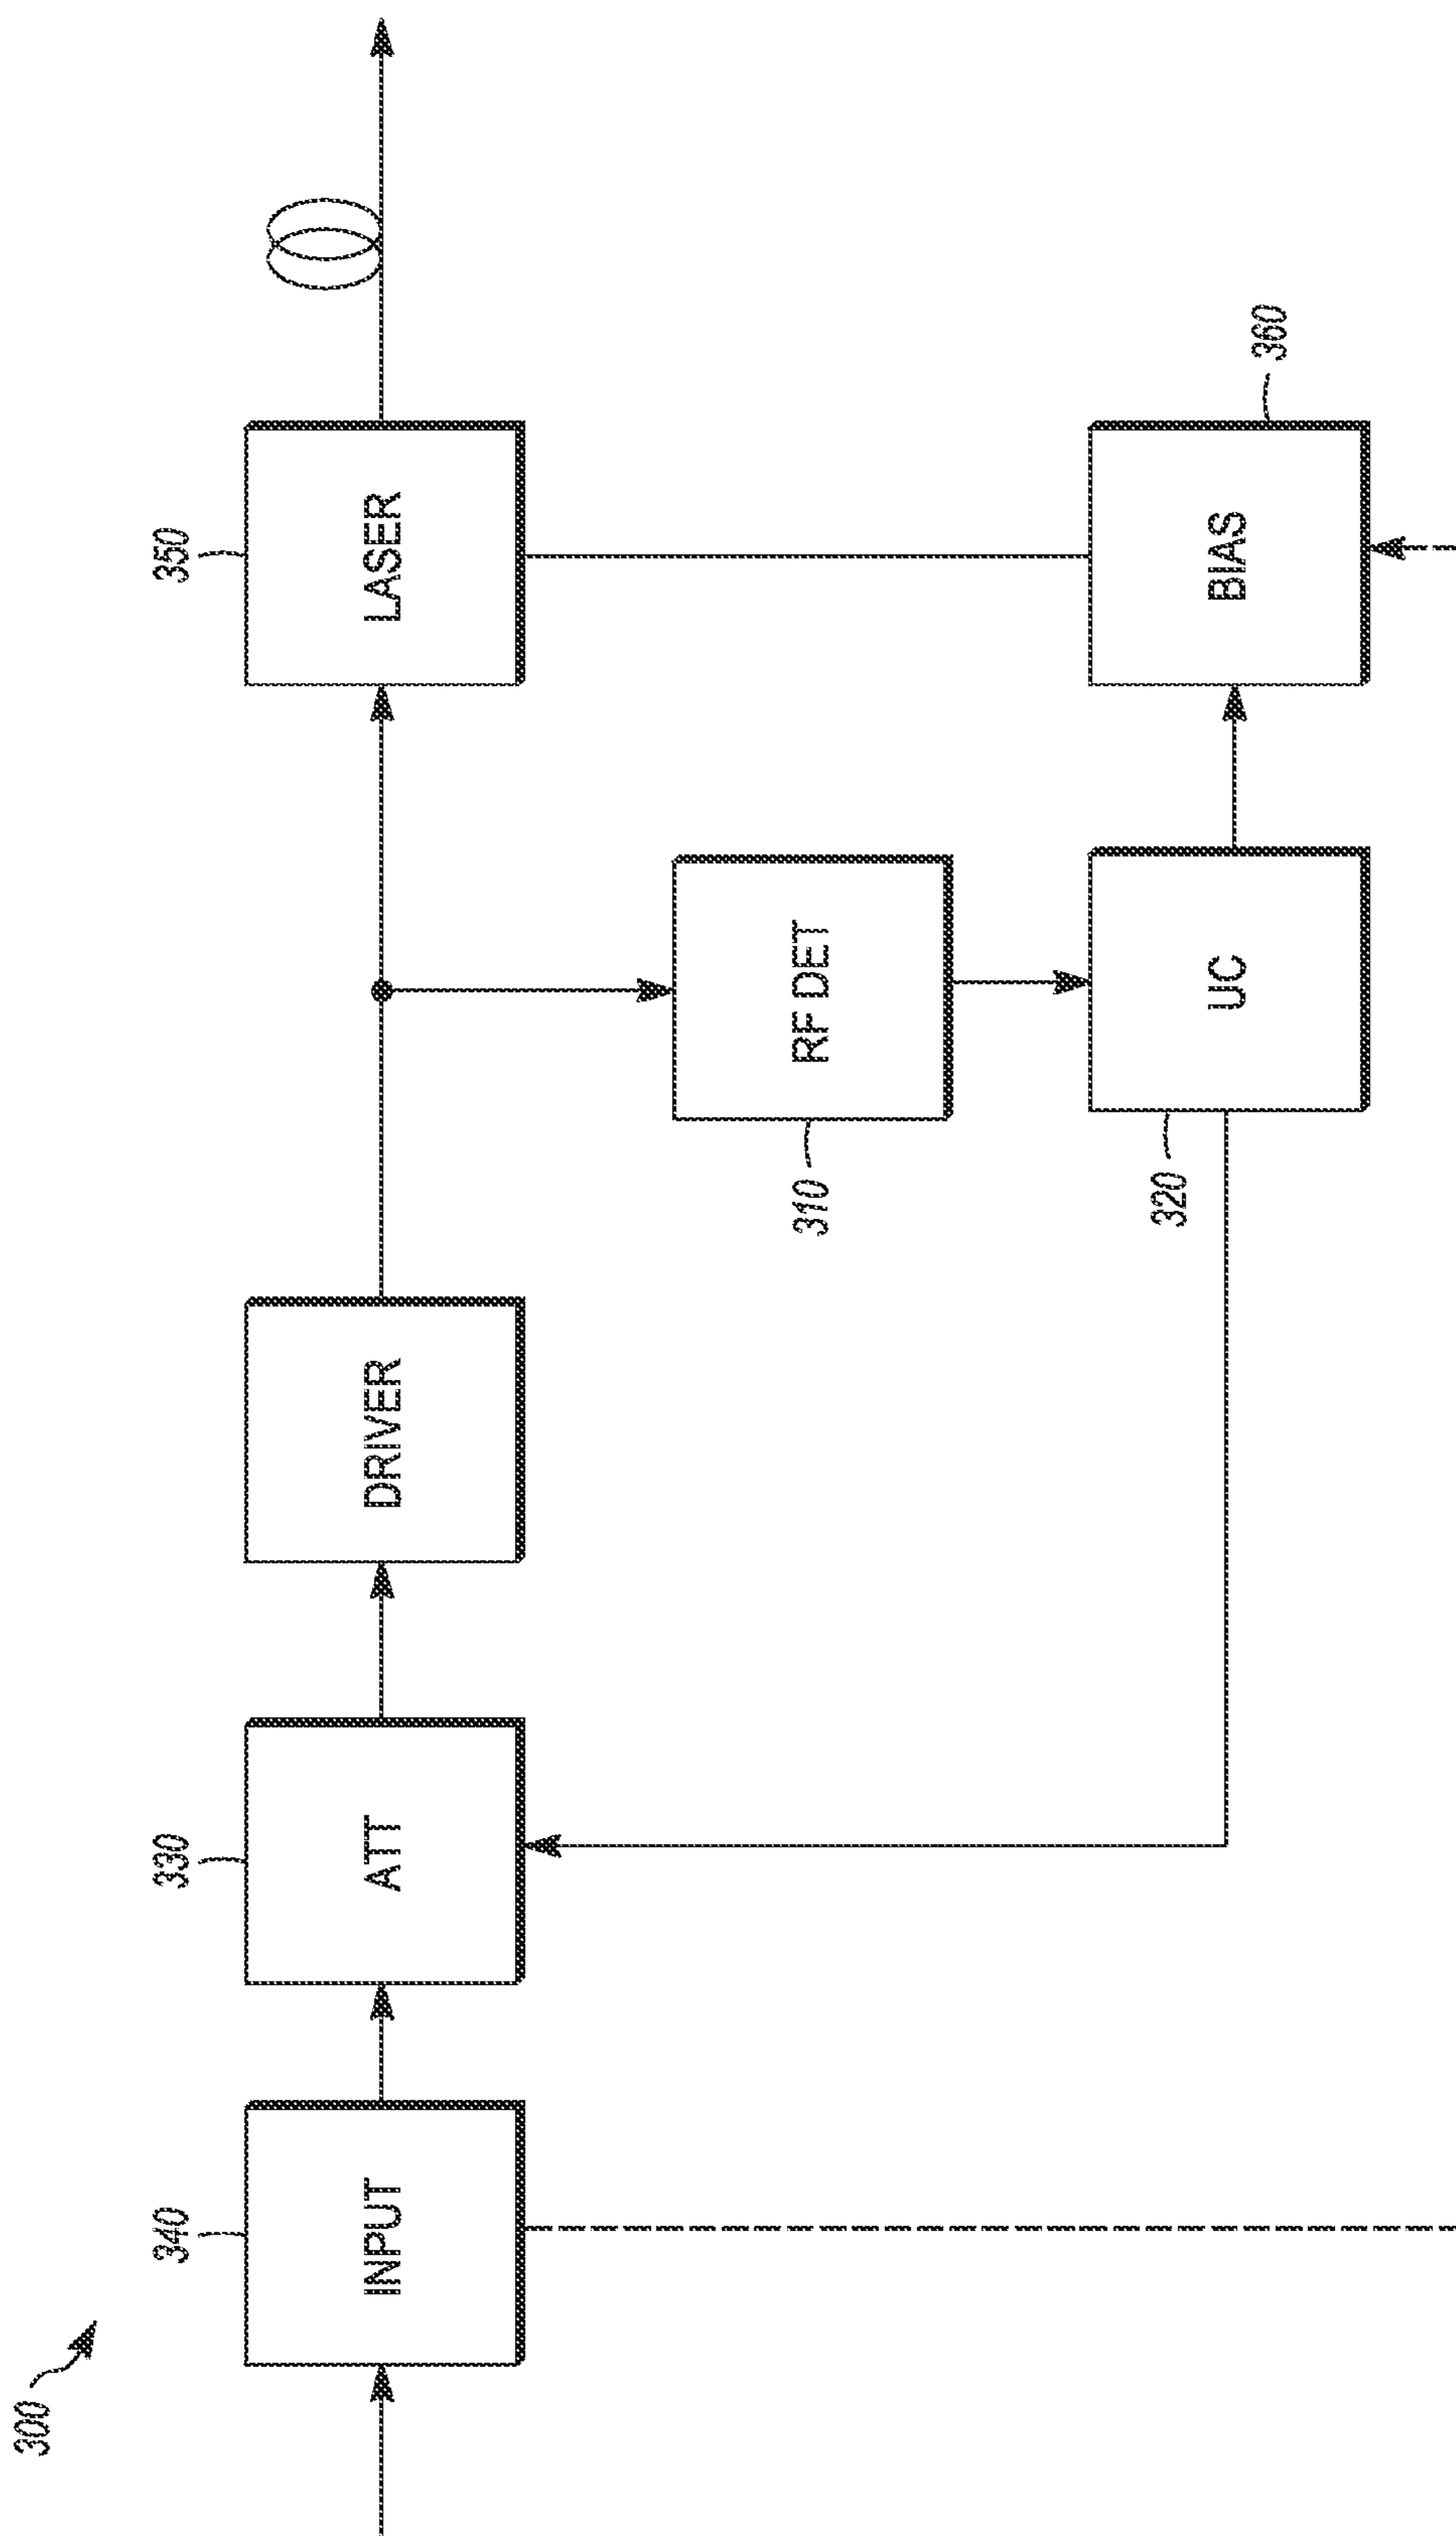 300
340
INPUT
330
ATT
DRIVER
350
LASER
310
RF DET
320
UC
BIAS
360